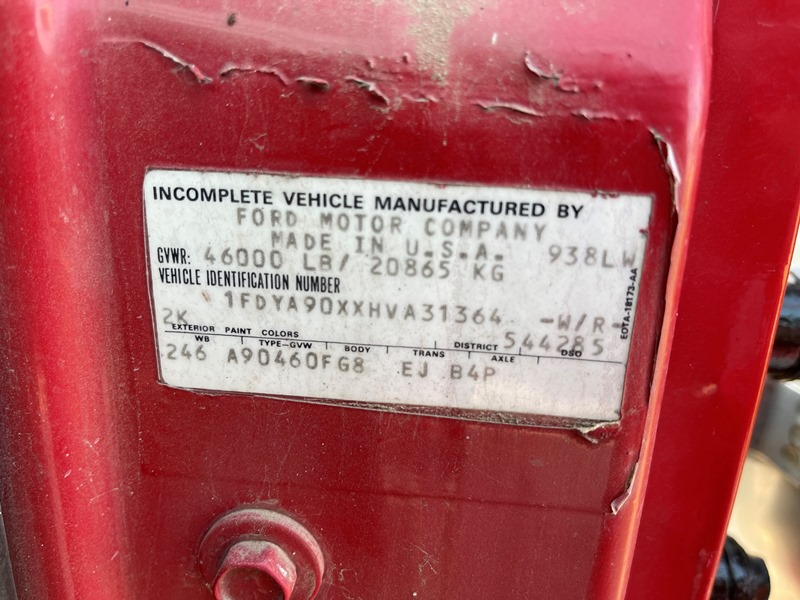 INCOMPLETE VEHICLE MANUFACTURED BY
FORD MOTOR COMPANY
MADE IN U.S.A. 938LW
GVWR: 46000 LB/ 20865 KG
VEHICLE IDENTIFICATION NUMBER
1FDYA90XXHVA31364 -W/R-
2K 544285
EXTERIOR PAINT COLORS DISTRICT DSO
WB TYPE-GVW BODY TRANS AXLE
246 A90460FG8 EJ B4P
EOTA-18173-AA